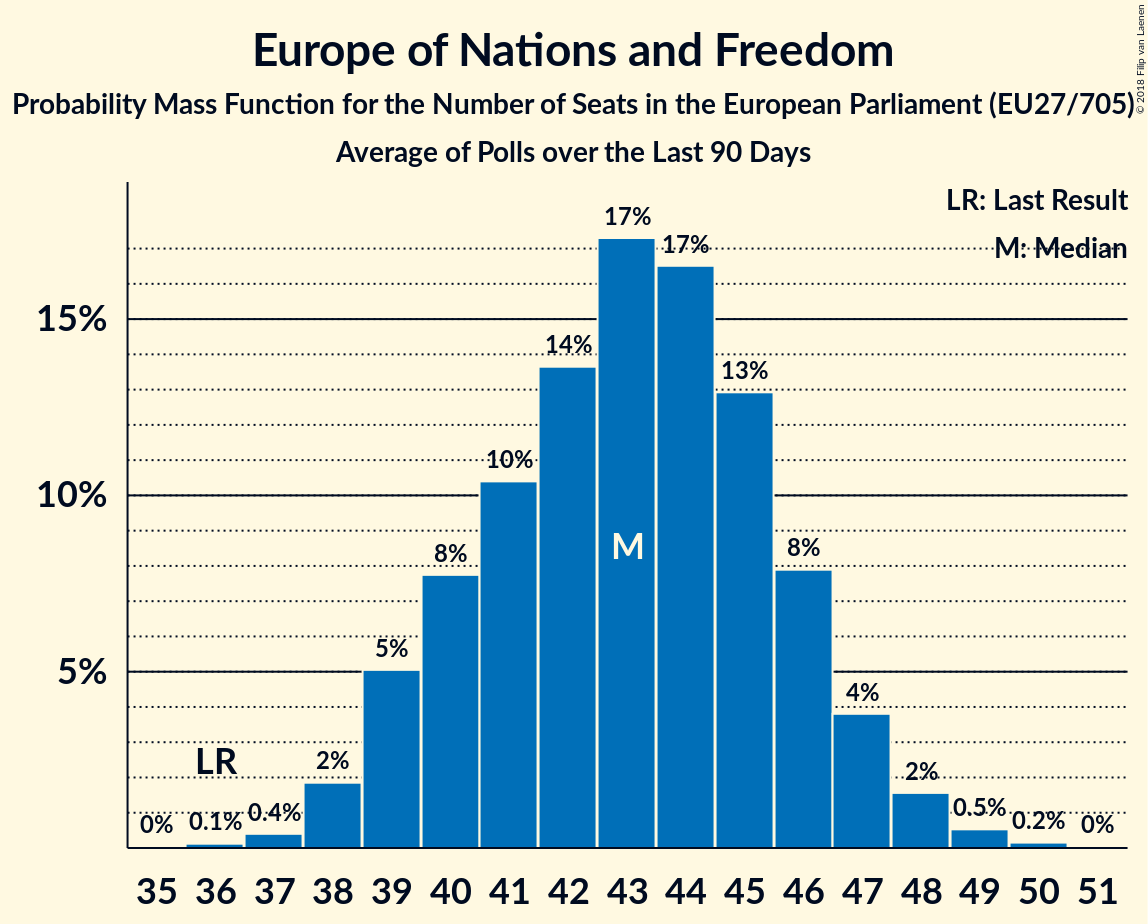 Europe of Nations and Freedom
Probability Mass Function for the Number of Seats in the European Parliament (EU27/705)
Average of Polls over the Last 90 Days
© 2018 Filip van Laenen
LR: Last Result
M: Median
15%
10%
5%
0%
0.1%
0.4%
2%
5%
8%
10%
14%
17%
17%
13%
8%
4%
2%
0.5%
0.2%
0%
LR
M
35 36 37 38 39 40 41 42 43 44 45 46 47 48 49 50 51